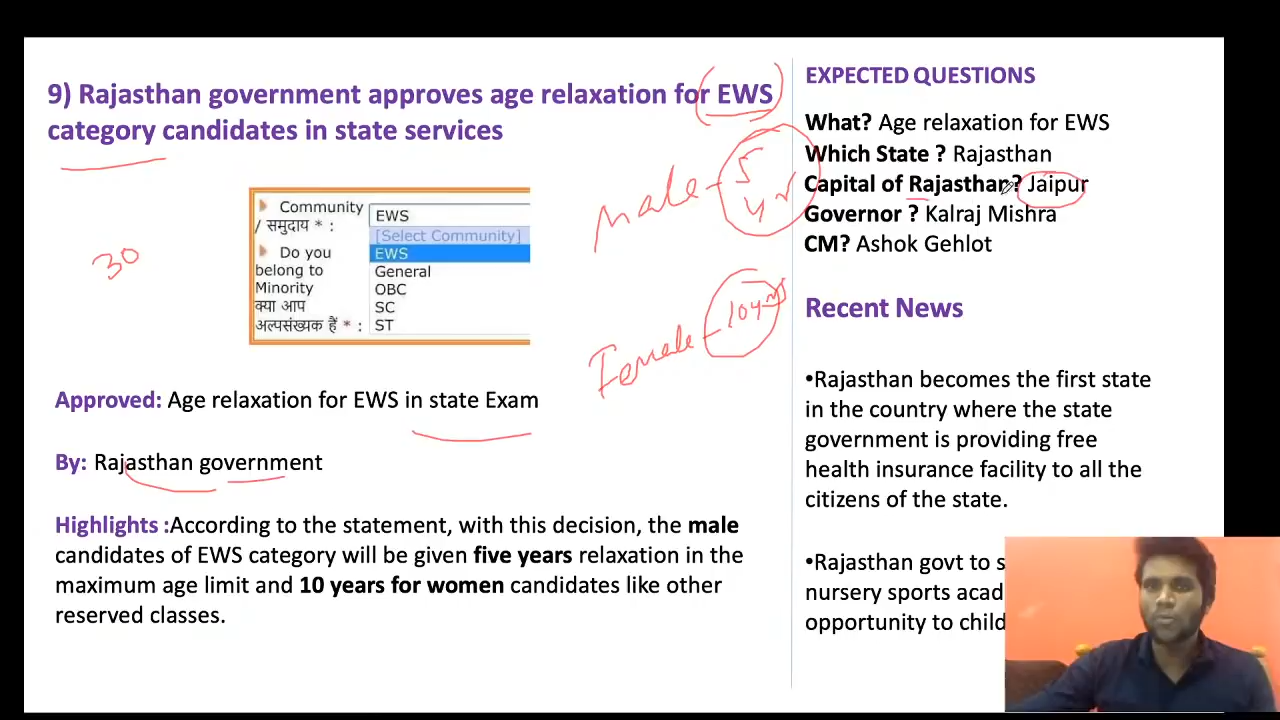 9) Rajasthan government approves age relaxation for EWS
category candidates in state services
Community
/ समुदाय * :
Do you
belong to
Minority
क्या आप
अल्पसंख्यक हैं * :
EWS
[Select Community]
EWS
General
OBC
SC
ST
30
Male - 5
yr
Female - 10 yrs
Approved: Age relaxation for EWS in state Exam
By: Rajasthan government
Highlights :According to the statement, with this decision, the male
candidates of EWS category will be given five years relaxation in the
maximum age limit and 10 years for women candidates like other
reserved classes.
EXPECTED QUESTIONS
What? Age relaxation for EWS
Which State ? Rajasthan
Capital of Rajasthan? Jaipur
Governor ? Kalraj Mishra
CM? Ashok Gehlot
Recent News
•Rajasthan becomes the first state
in the country where the state
government is providing free
health insurance facility to all the
citizens of the state.
•Rajasthan govt to
nursery sports
opportunity to